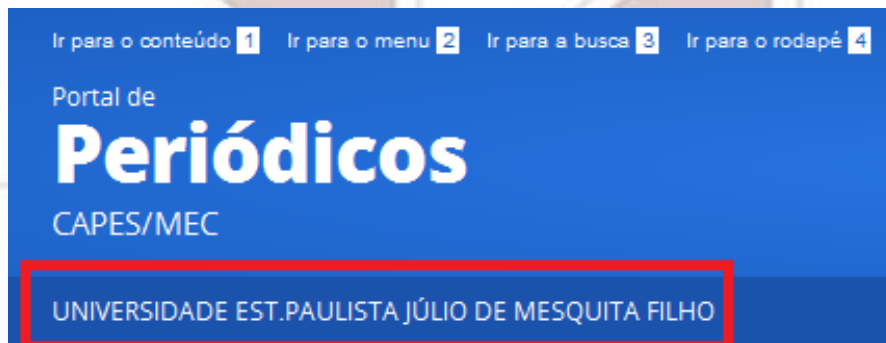 Ir para o conteúdo 1 Ir para o menu 2 Ir para a busca 3 Ir para o rodapé 4
Portal de
Periódicos
CAPES/MEC
UNIVERSIDADE EST.PAULISTA JÚLIO DE MESQUITA FILHO